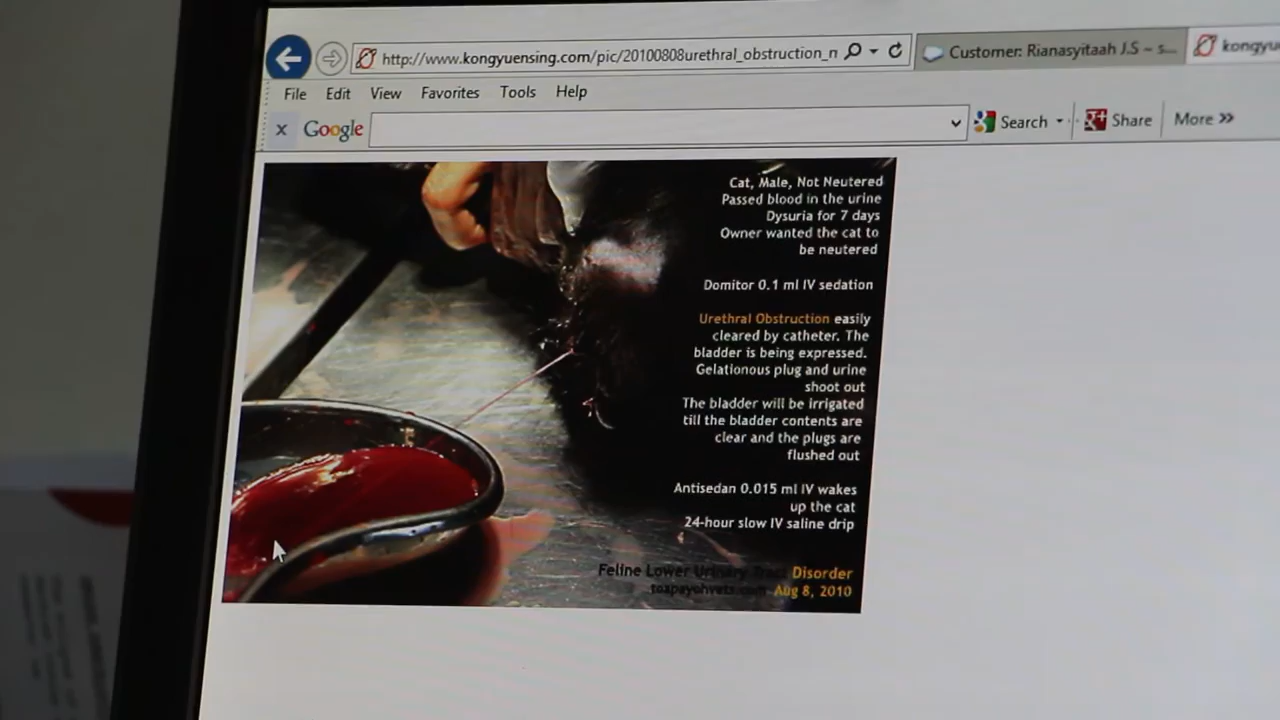 http://www.kongyuensing.com/pic/20100808urethral_obstruction_n
Customer: Rianasyitaah J.S ~ s...
kongyu
File Edit View Favorites Tools Help
x Google
Search
Share
More »
Cat, Male, Not Neutered
Passed blood in the urine
Dysuria for 7 days
Owner wanted the cat to
be neutered
Domitor 0.1 ml IV sedation
Urethral Obstruction easily
cleared by catheter. The
bladder is being expressed.
Gelationous plug and urine
shoot out
The bladder will be irrigated
till the bladder contents are
clear and the plugs are
flushed out
Antisedan 0.015 ml IV wakes
up the cat
24-hour slow IV saline drip
Feline Lower Urinary Tract Disorder
toapayohvets.com Aug 8, 2010